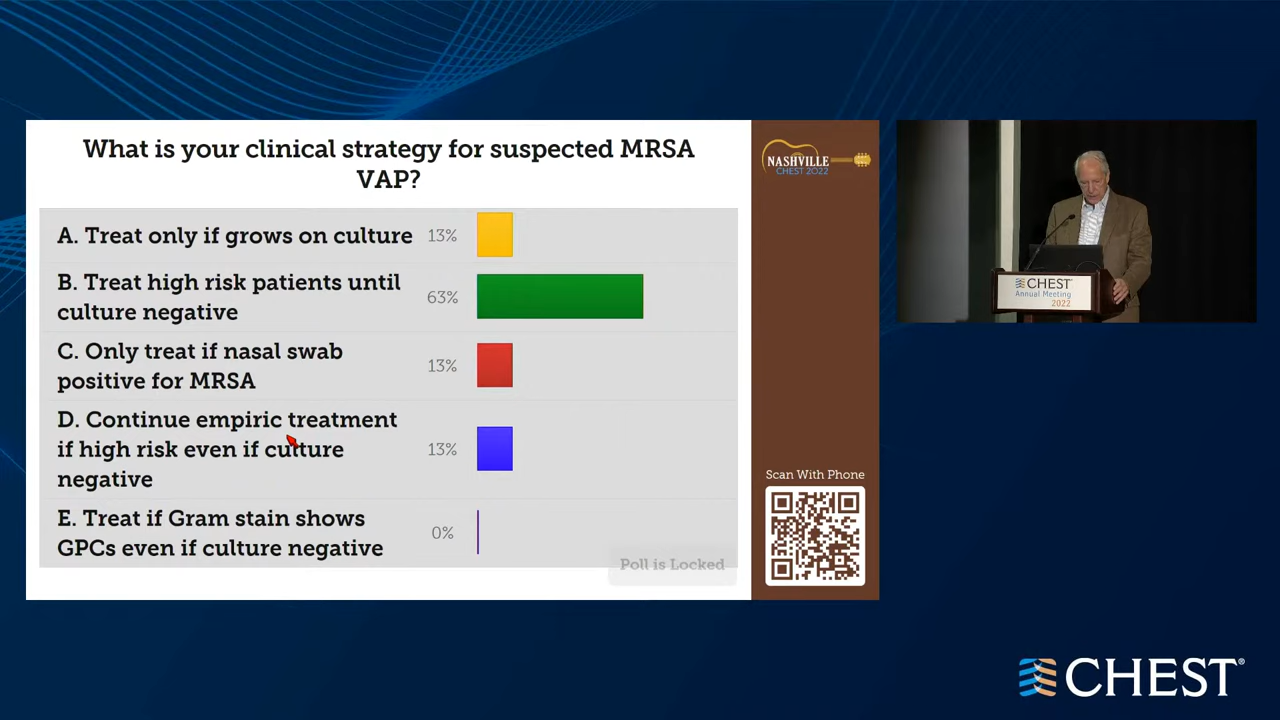 What is your clinical strategy for suspected MRSA
VAP?
A. Treat only if grows on culture 13%
B. Treat high risk patients until
culture negative
63%
C. Only treat if nasal swab
positive for MRSA
13%
D. Continue empiric treatment
if high risk even if culture
negative
13%
E. Treat if Gram stain shows
GPCs even if culture negative
0%
Poll is Locked
NASHVILLE
CHEST 2022
Scan With Phone
CHEST
Annual Meeting
2022
CHEST®